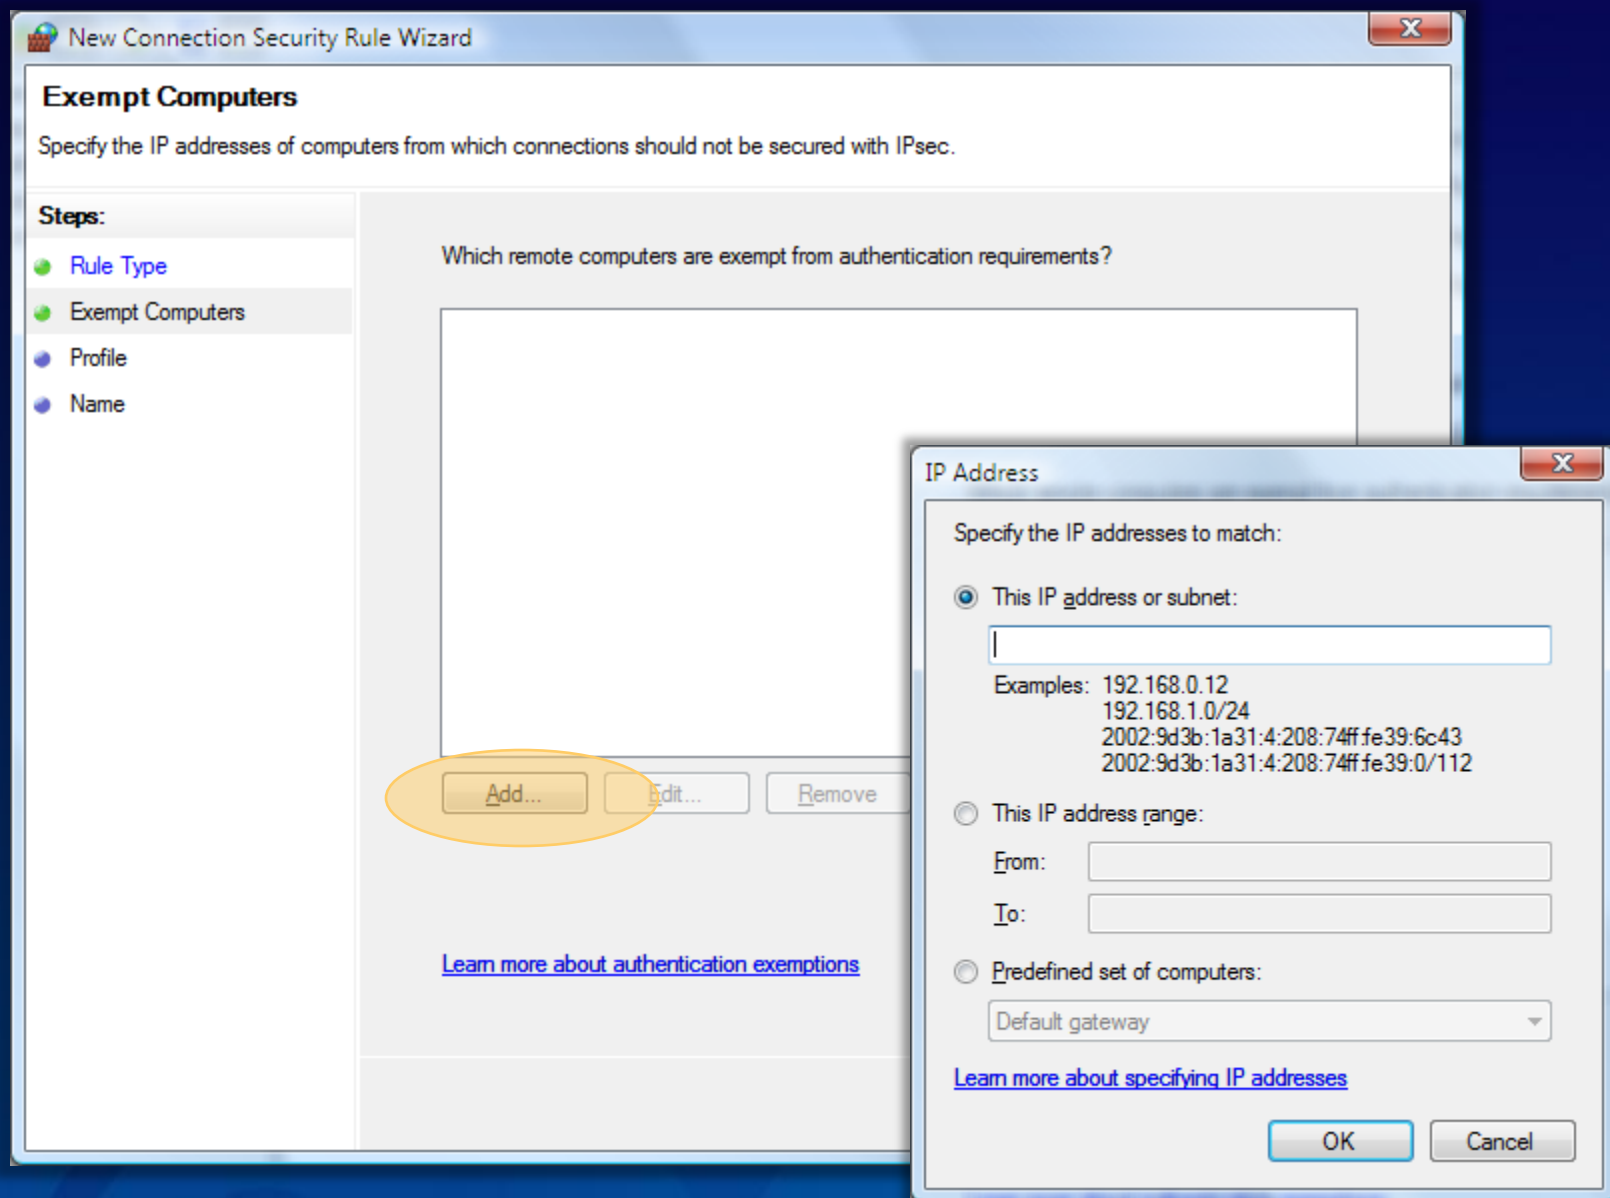 New Connection Security Rule Wizard
Exempt Computers
Specify the IP addresses of computers from which connections should not be secured with IPsec.
Steps:
Rule Type
Exempt Computers
Profile
Name
Which remote computers are exempt from authentication requirements?
Add...
Edit...
Remove
Learn more about authentication exemptions
IP Address
Specify the IP addresses to match:
This IP address or subnet:
Examples: 192.168.0.12
192.168.1.0/24
2002:9d3b:1a31:4:208:74ff:fe39:6c43
2002:9d3b:1a31:4:208:74ff:fe39:0/112
This IP address range:
From:
To:
Predefined set of computers:
Default gateway
Learn more about specifying IP addresses
OK
Cancel